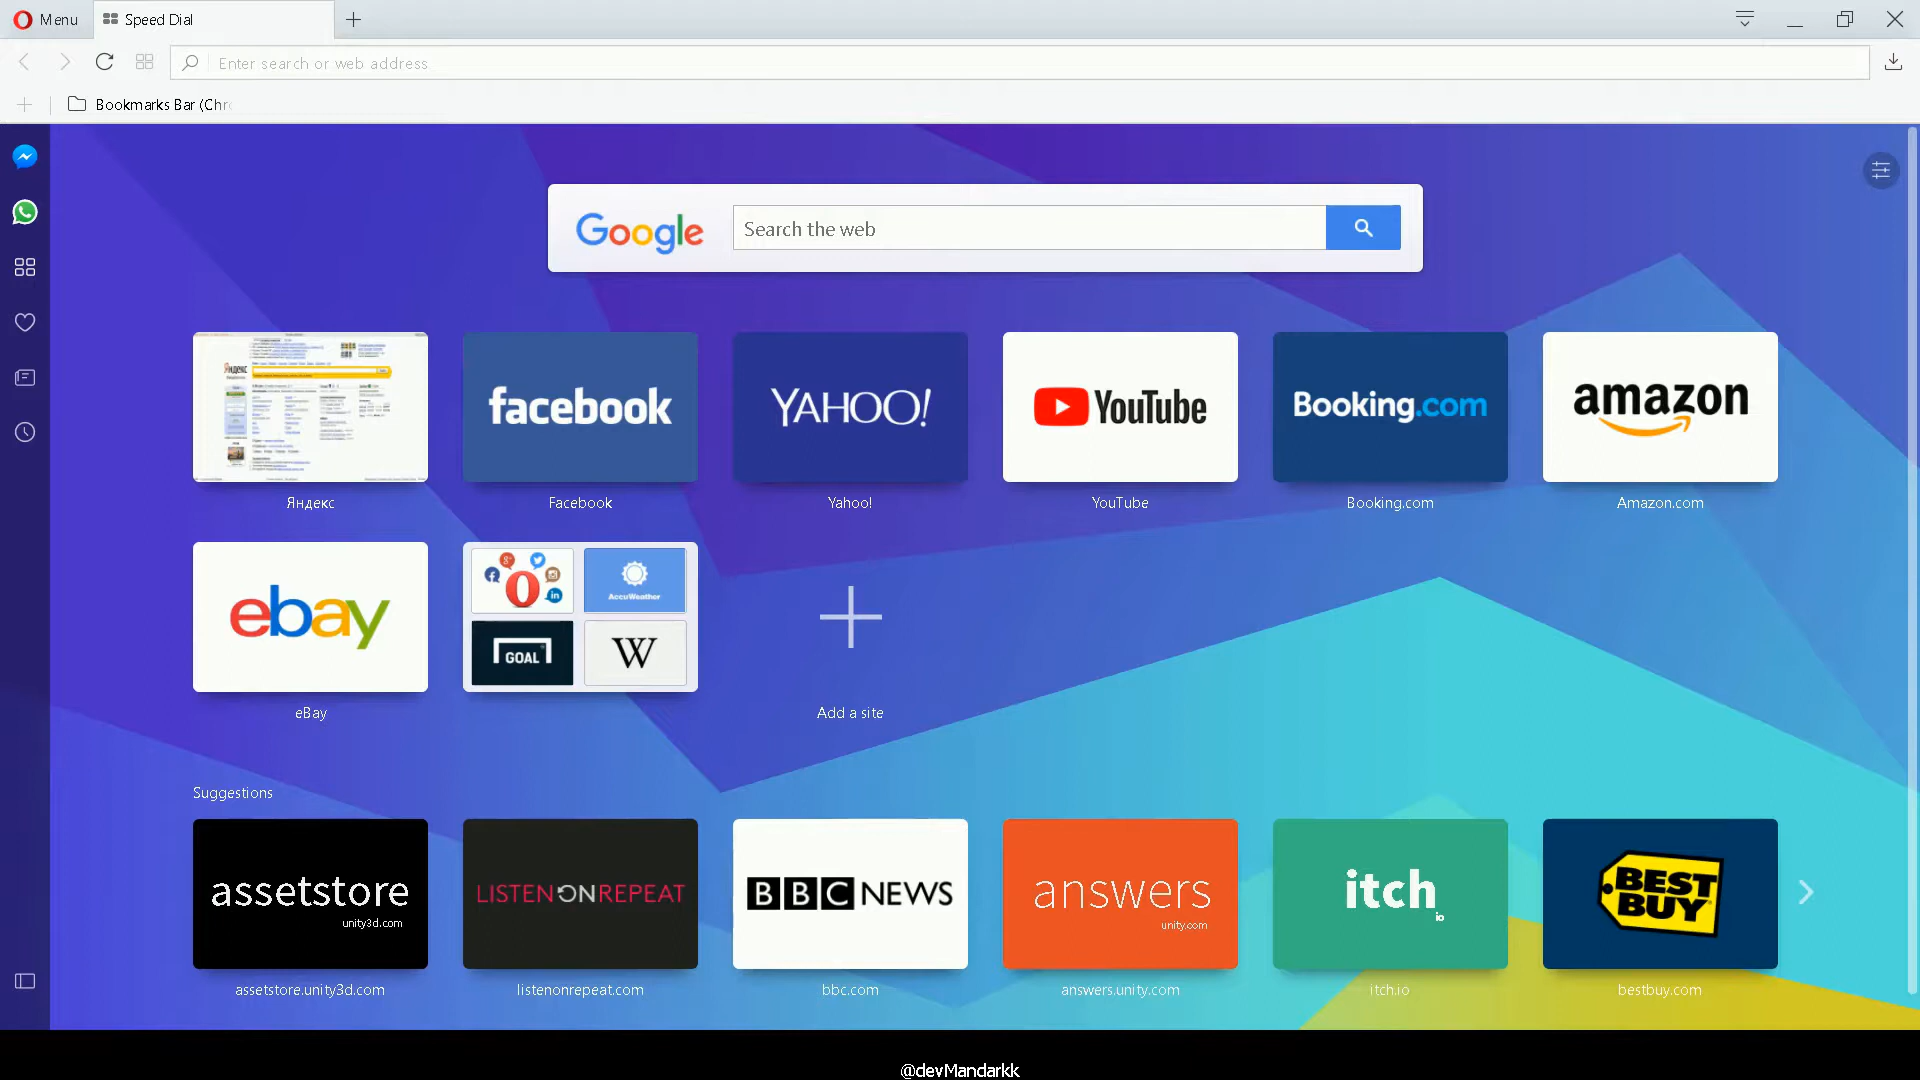 Menu
Speed Dial
Enter search or web address
Bookmarks Bar (Chr
Google
Search the web
Яндекс
facebook
YAHOO!
YouTube
Booking.com
amazon
Яндекс
Facebook
Yahoo!
YouTube
Booking.com
Amazon.com
ebay
AccuWeather
GOAL
W
eBay
Add a site
Suggestions
assetstore
unity3d.com
LISTENONREPEAT
BBC NEWS
answers
unity.com
itch
io
BEST
BUY
assetstore.unity3d.com
listenonrepeat.com
bbc.com
answers.unity.com
itch.io
bestbuy.com
@devMandarkk